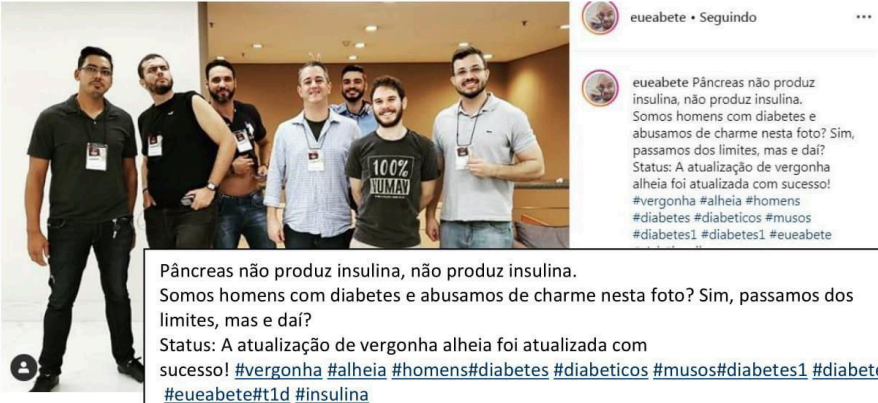 eueabete • Seguindo
eueabete Pâncreas não produz
insulina, não produz insulina.
Somos homens com diabetes e
abusamos de charme nesta foto? Sim,
passamos dos limites, mas e daí?
Status: A atualização de vergonha
alheia foi atualizada com sucesso!
#vergonha #alheia #homens
#diabetes #diabeticos #musos
#diabetes1 #diabetes1 #eueabete
100%
Pâncreas não produz insulina, não produz insulina.
Somos homens com diabetes e abusamos de charme nesta foto? Sim, passamos dos
limites, mas e daí?
Status: A atualização de vergonha alheia foi atualizada com
sucesso! #vergonha #alheia #homens#diabetes #diabeticos #musos#diabetes1 #diabete
#eueabete#t1d #insulina